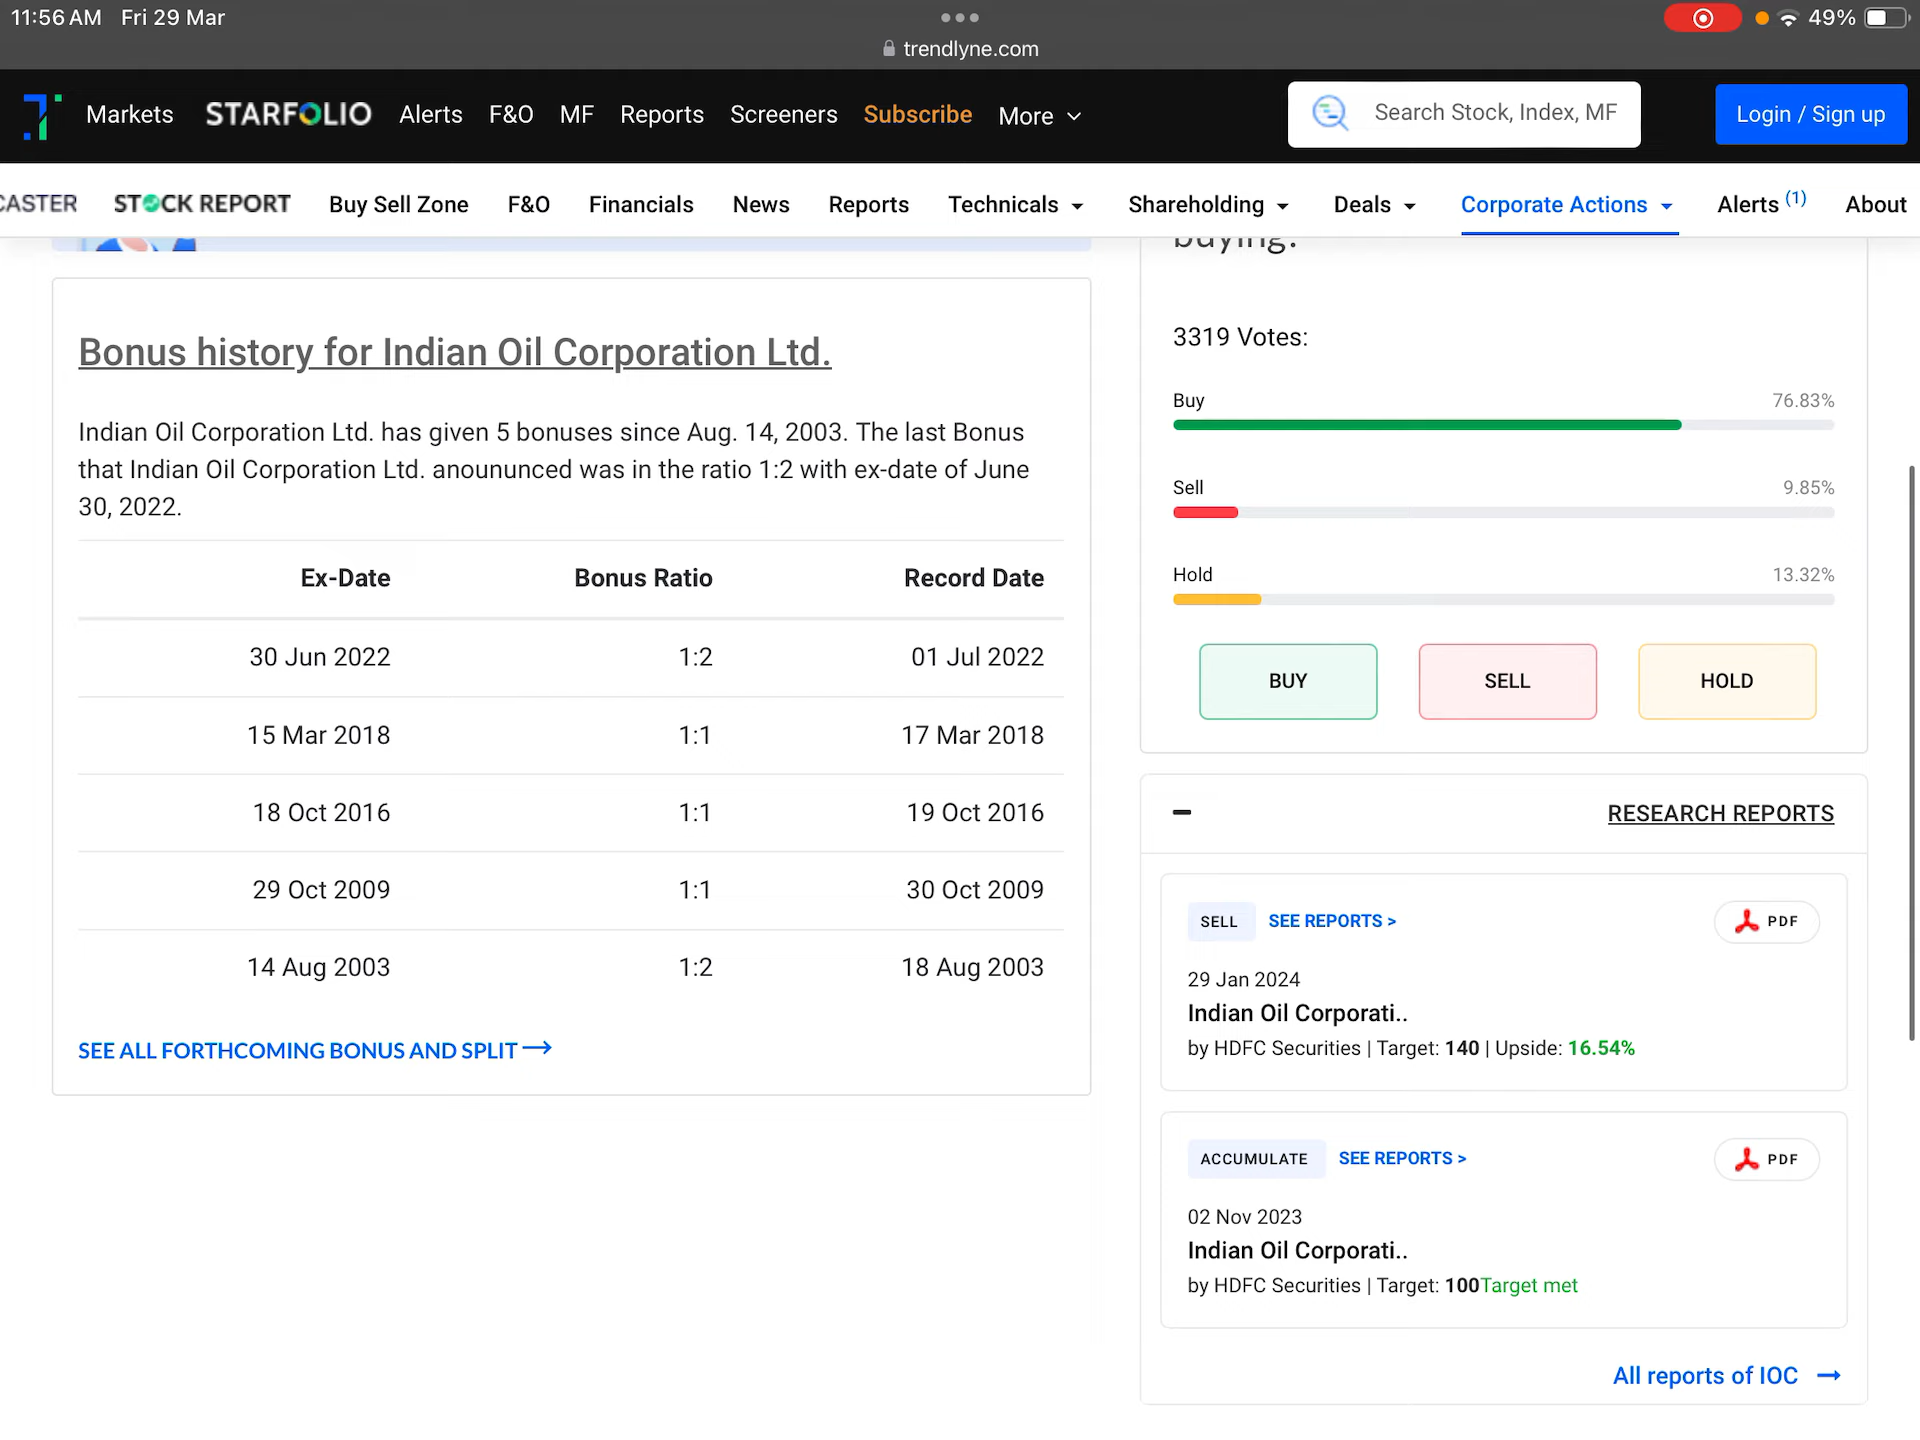 11:56 AM Fri 29 Mar
49%
trendlyne.com
Markets STARFOLIO Alerts F&O MF Reports Screeners Subscribe More
Search Stock, Index, MF
Login / Sign up
CASTER STOCK REPORT Buy Sell Zone F&O Financials News Reports Technicals Shareholding Deals Corporate Actions Alerts (1) About
buying.
Bonus history for Indian Oil Corporation Ltd.
Indian Oil Corporation Ltd. has given 5 bonuses since Aug. 14, 2003. The last Bonus
that Indian Oil Corporation Ltd. anoununced was in the ratio 1:2 with ex-date of June
30, 2022.
Ex-Date Bonus Ratio Record Date
30 Jun 2022 1:2 01 Jul 2022
15 Mar 2018 1:1 17 Mar 2018
18 Oct 2016 1:1 19 Oct 2016
29 Oct 2009 1:1 30 Oct 2009
14 Aug 2003 1:2 18 Aug 2003
SEE ALL FORTHCOMING BONUS AND SPLIT
3319 Votes:
Buy 76.83%
Sell 9.85%
Hold 13.32%
BUY SELL HOLD
RESEARCH REPORTS
SELL SEE REPORTS > PDF
29 Jan 2024
Indian Oil Corporati..
by HDFC Securities | Target: 140 | Upside: 16.54%
ACCUMULATE SEE REPORTS > PDF
02 Nov 2023
Indian Oil Corporati..
by HDFC Securities | Target: 100Target met
All reports of IOC